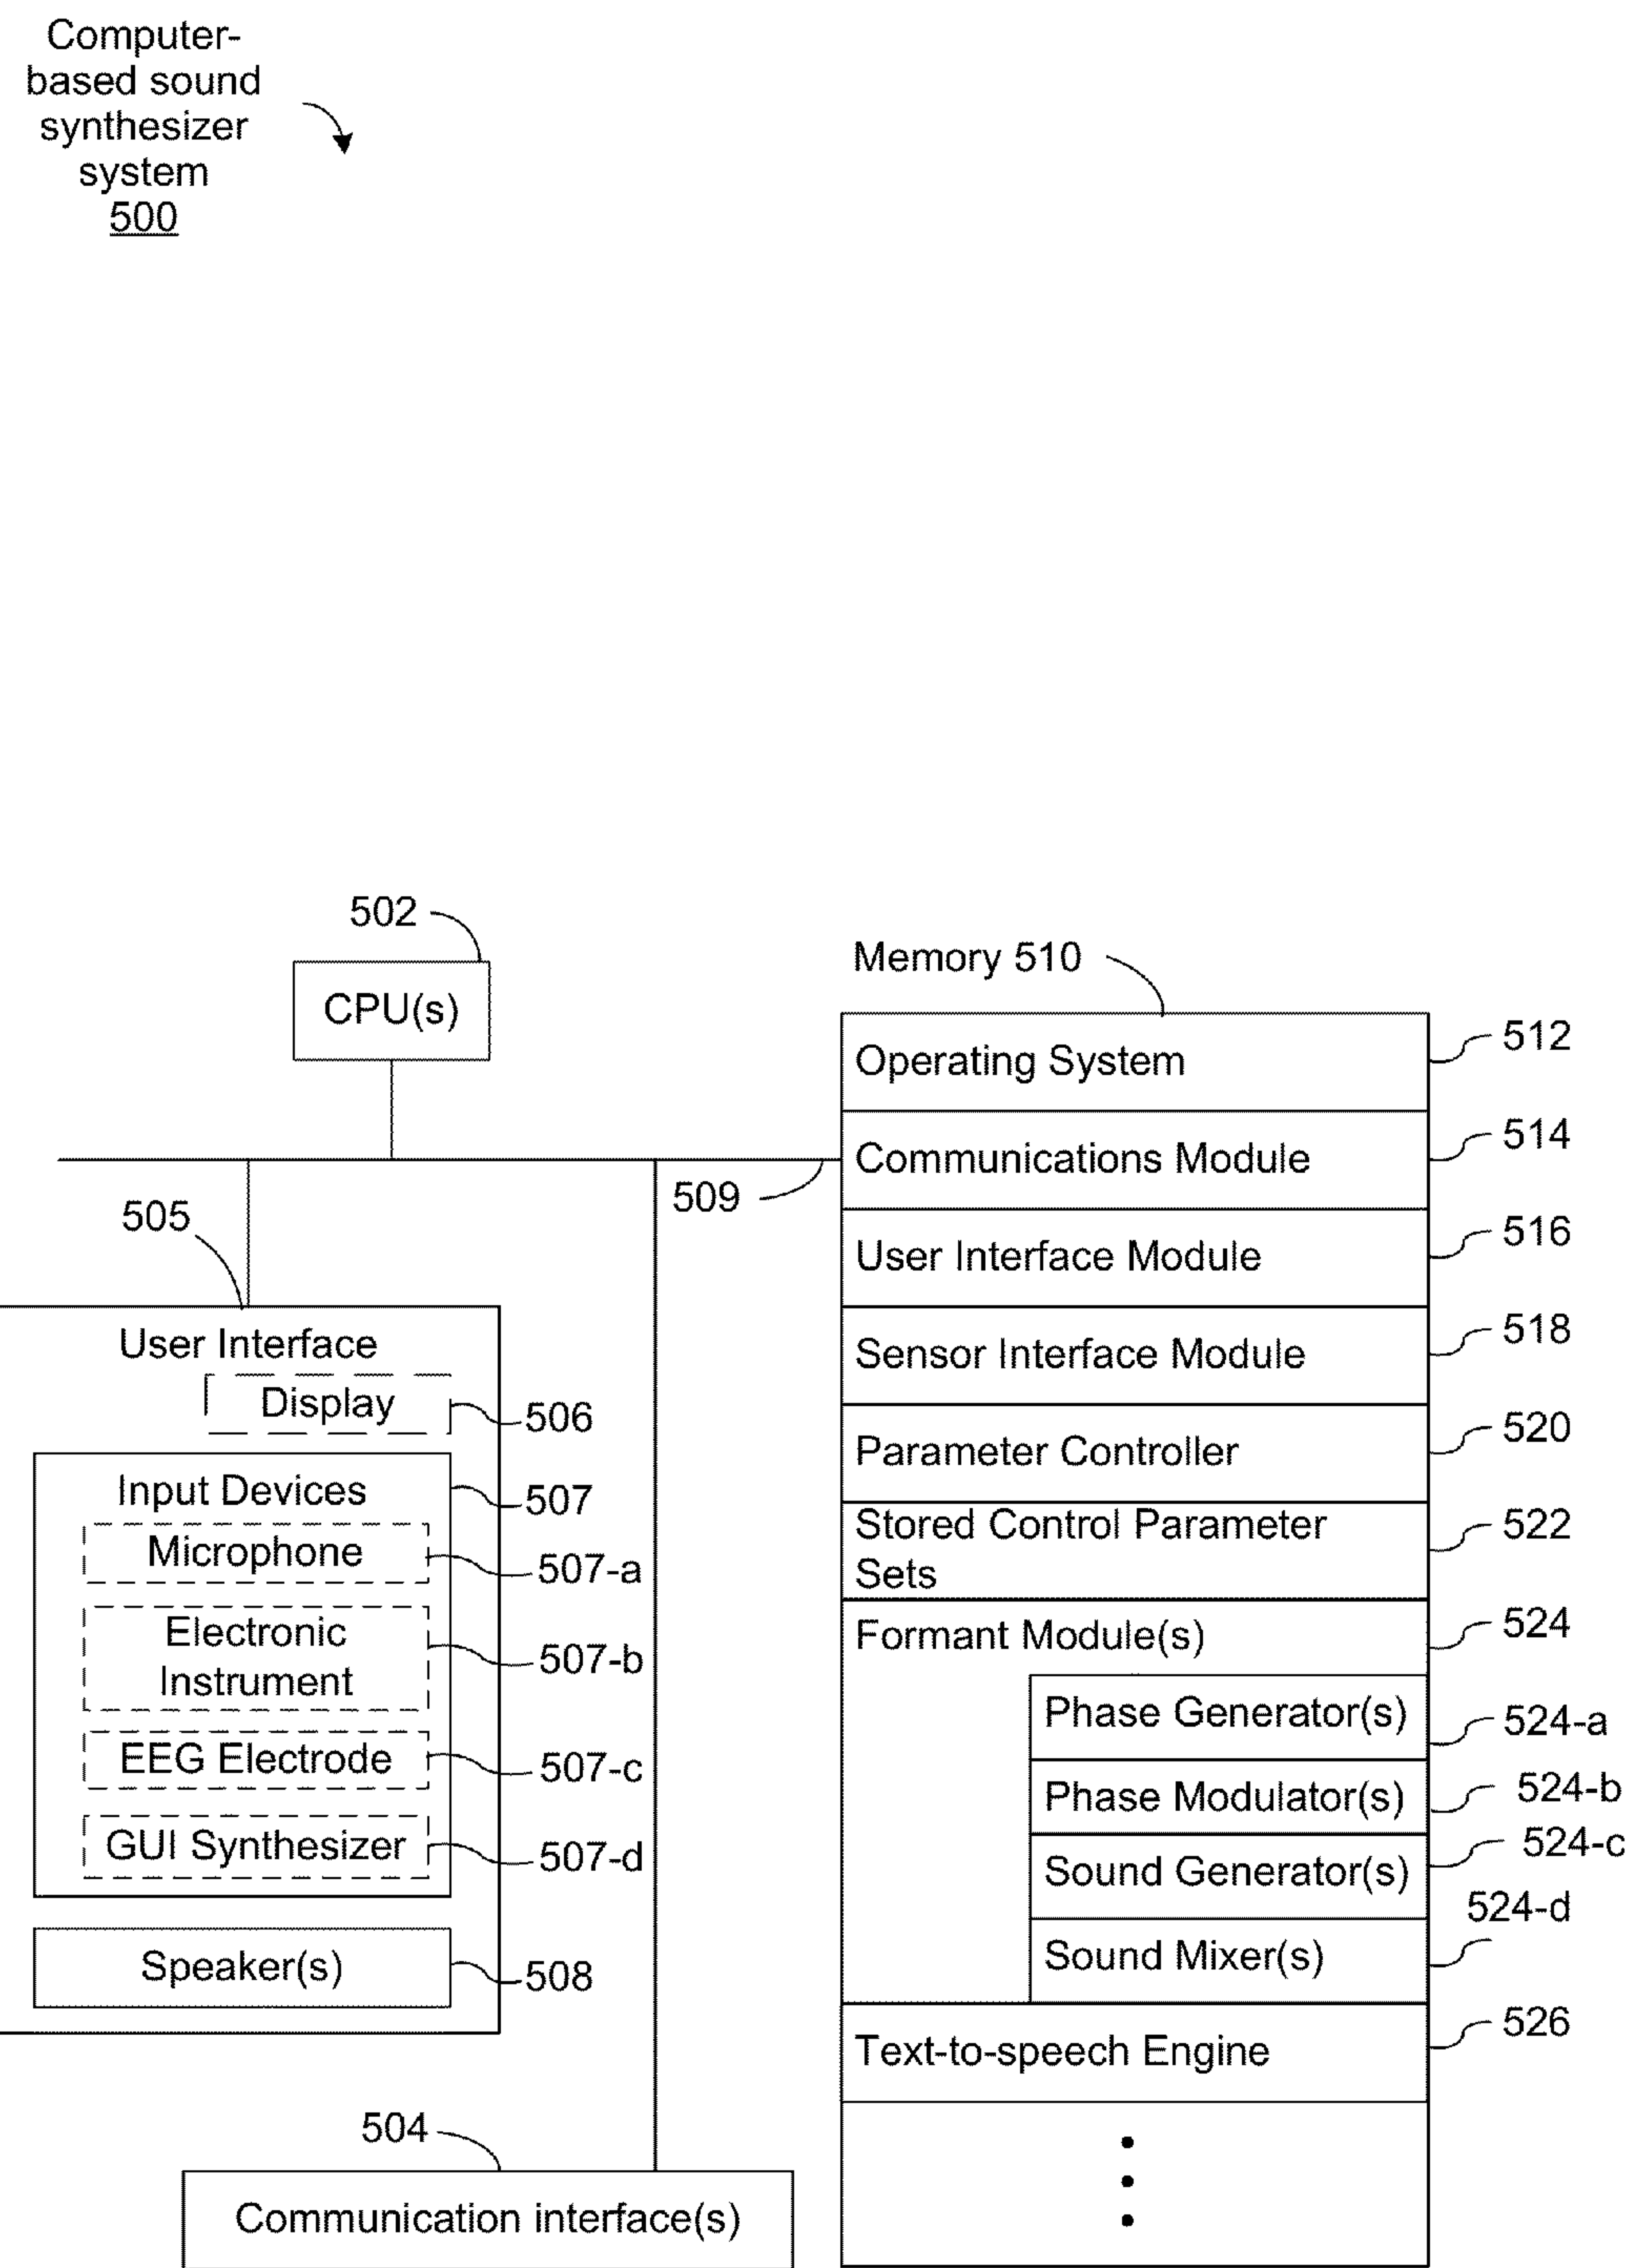 Computer-
based sound
synthesizer
system
500
502
CPU(s)
509
505
User Interface
Display
506
Input Devices
507
Microphone
507-a
Electronic
Instrument
507-b
EEG Electrode
507-c
GUI Synthesizer
507-d
Speaker(s)
508
504
Communication interface(s)
Memory 510
Operating System
512
Communications Module
514
User Interface Module
516
Sensor Interface Module
518
Parameter Controller
520
Stored Control Parameter
Sets
522
Formant Module(s)
524
Phase Generator(s)
524-a
Phase Modulator(s)
524-b
Sound Generator(s)
524-c
Sound Mixer(s)
524-d
Text-to-speech Engine
526